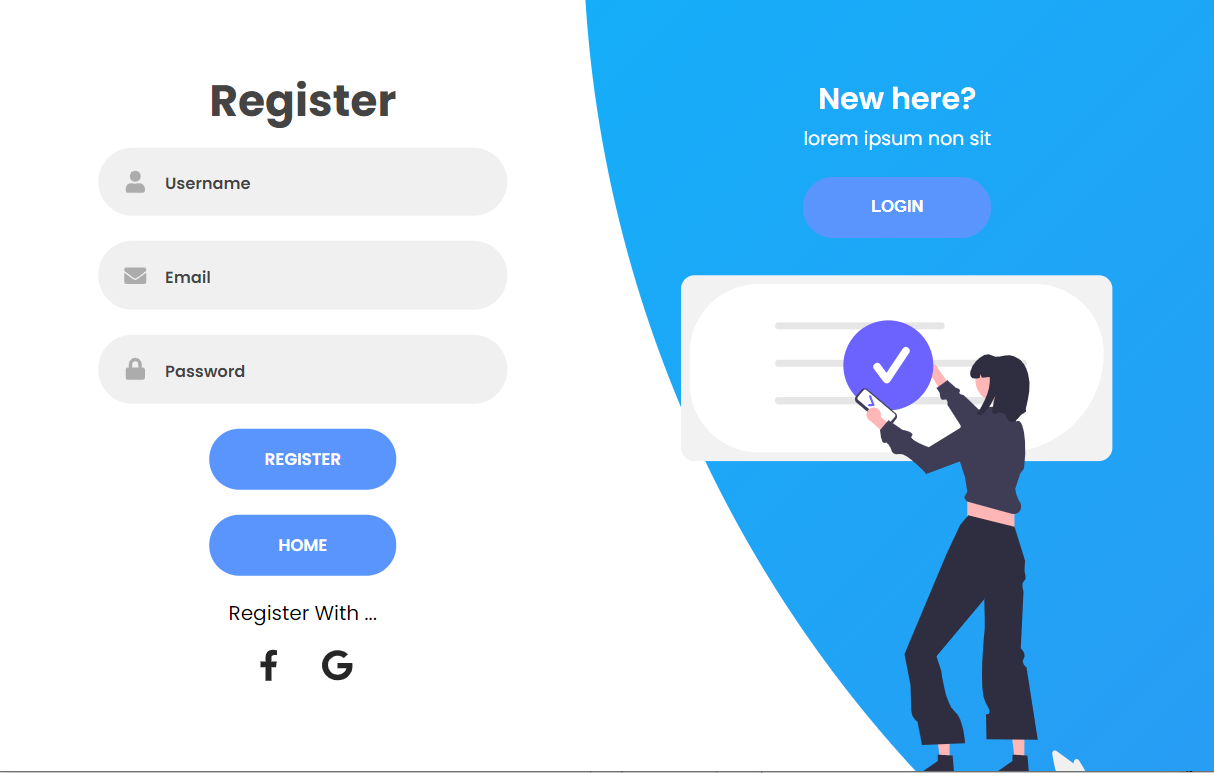 Register
Username
Email
Password
REGISTER
HOME
Register With ...
New here?
lorem ipsum non sit
LOGIN